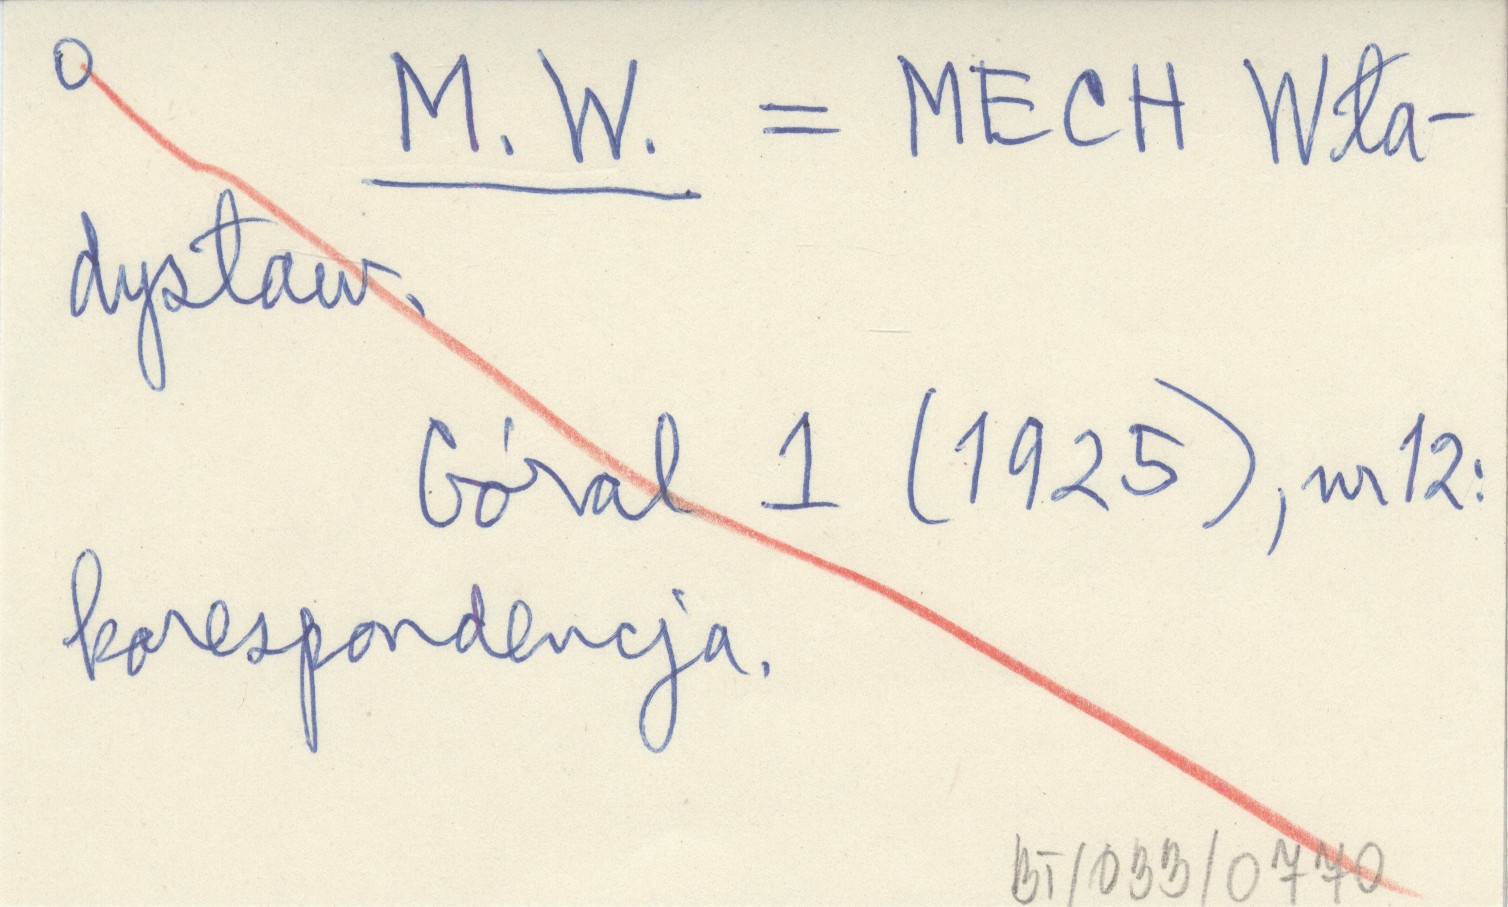 O M. W. = MECH Wła-
dysław.
Góral 1 (1925), nr 12:
korespondencja.
BT/033/0770